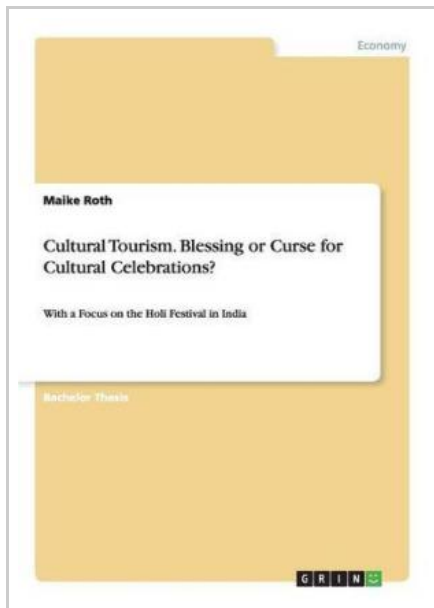 Economy
Maike Roth
Cultural Tourism. Blessing or Curse for
Cultural Celebrations?
With a Focus on the Holi Festival in India
Bachelor Thesis
GRIN